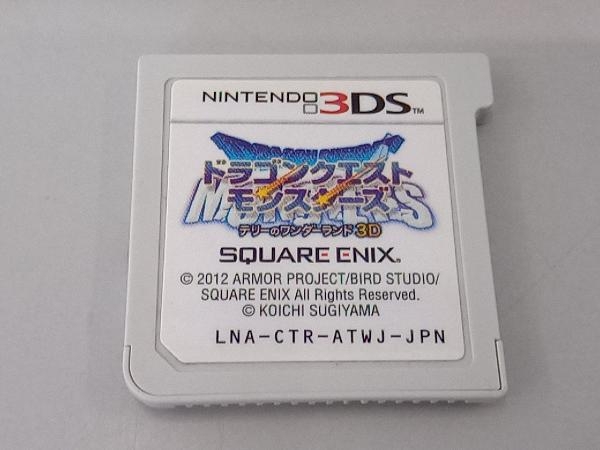 NINTENDO 3DS™
DRAGON QUEST
ドラゴンクエスト
モンスターズ
MONSTERS
テリーのワンダーランド3D
SQUARE ENIX.
© 2012 ARMOR PROJECT/BIRD STUDIO/
SQUARE ENIX All Rights Reserved.
© KOICHI SUGIYAMA
LNA-CTR-ATWJ-JPN